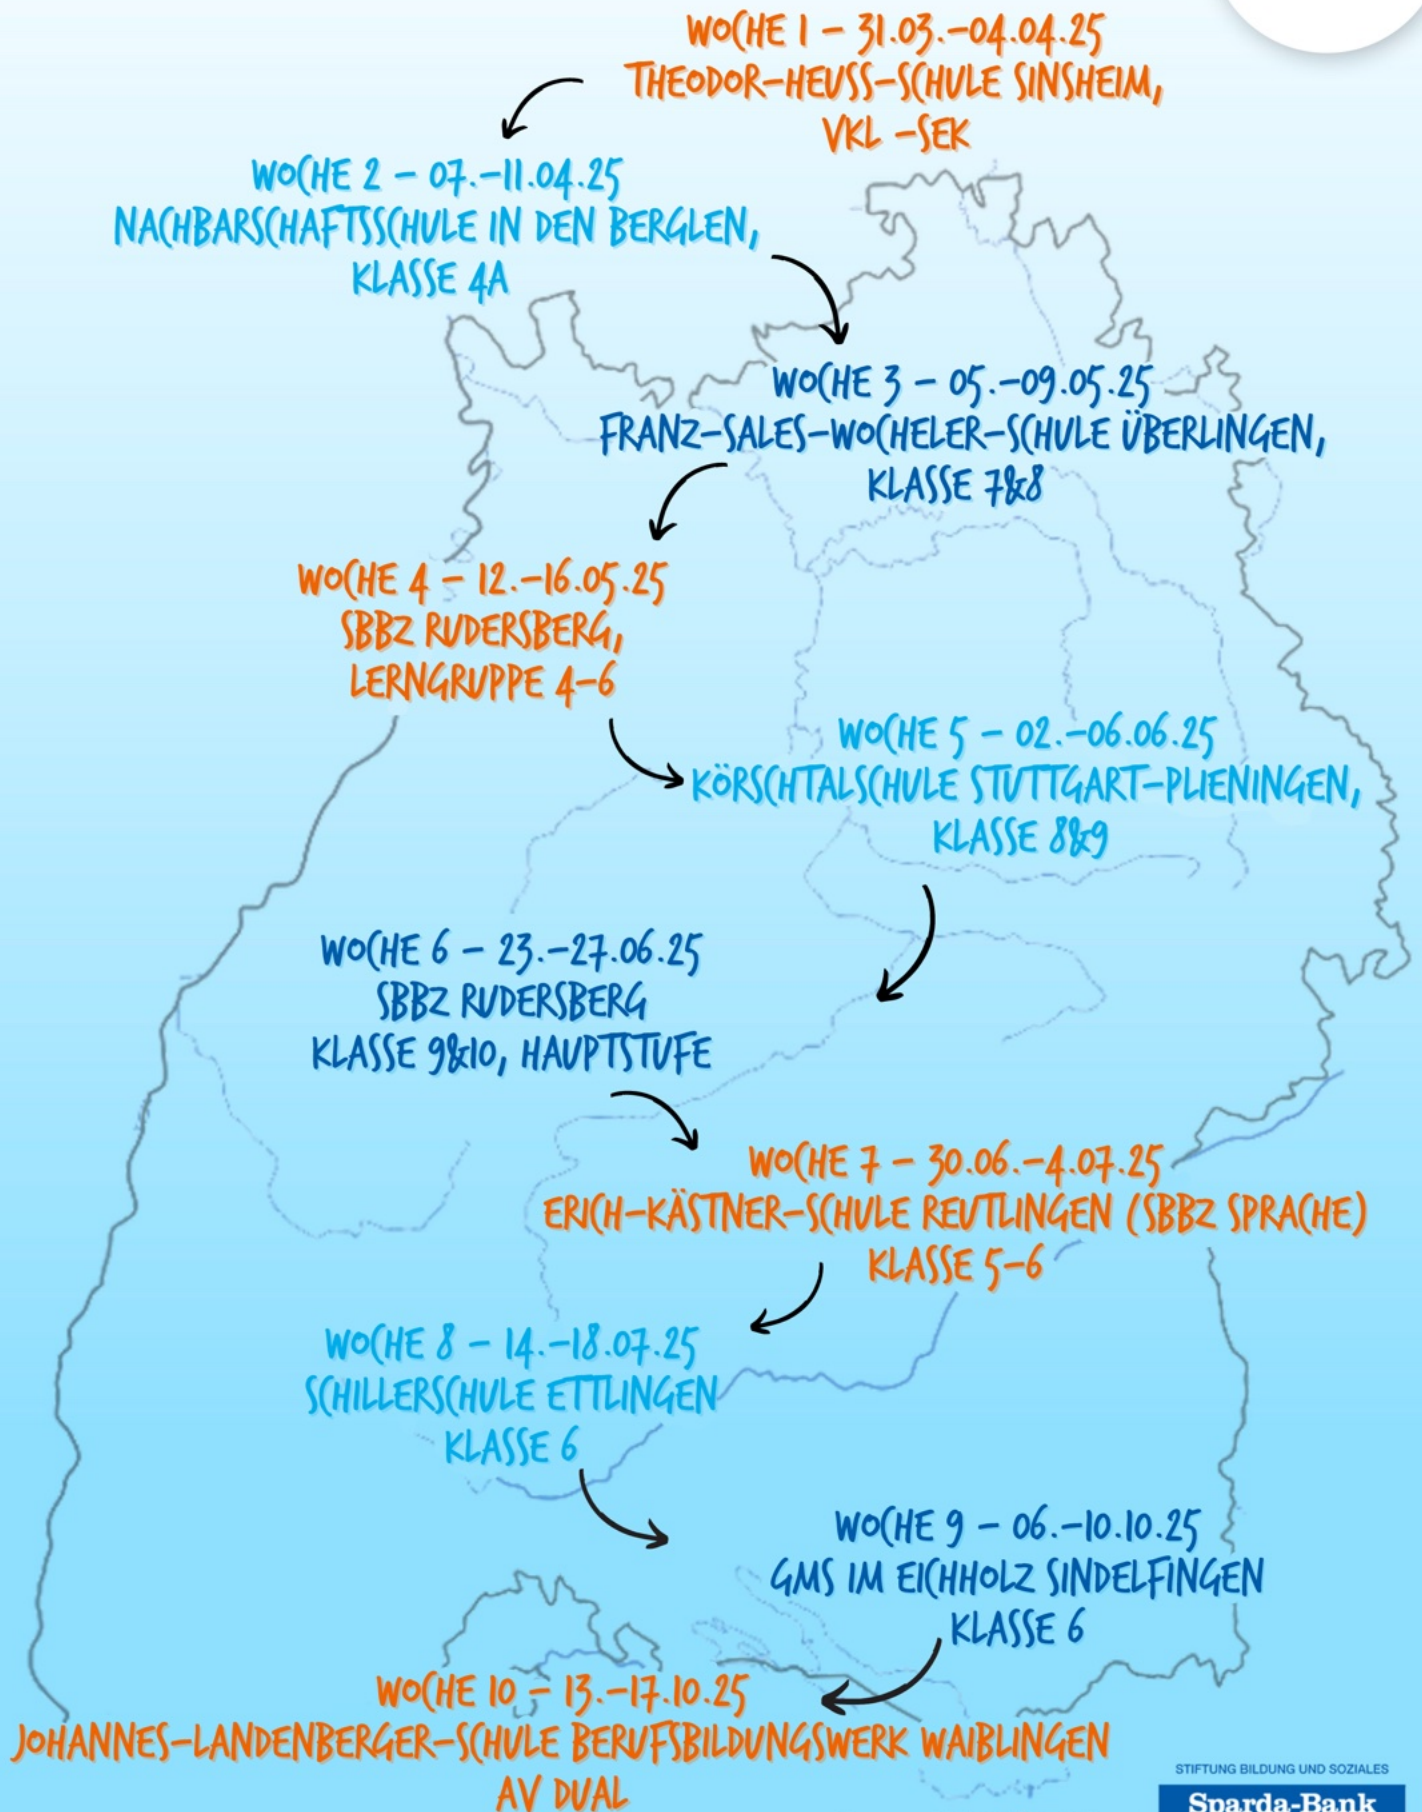 WOCHE 1 – 31.03.–04.04.25
THEODOR-HEUSS-SCHULE SINSHEIM,
VKL -SEK
WOCHE 2 – 07.–11.04.25
NACHBARSCHAFTSSCHULE IN DEN BERGLEN,
KLASSE 4A
WOCHE 3 – 05.–09.05.25
FRANZ-SALES-WOCHELER-SCHULE ÜBERLINGEN,
KLASSE 7&8
WOCHE 4 – 12.–16.05.25
SBBZ RUDERSBERG,
LERNGRUPPE 4–6
WOCHE 5 – 02.–06.06.25
KÖRSCHTALSCHULE STUTTGART-PLIENINGEN,
KLASSE 8&9
WOCHE 6 – 23.–27.06.25
SBBZ RUDERSBERG
KLASSE 9&10, HAUPTSTUFE
WOCHE 7 – 30.06.–4.07.25
ERICH-KÄSTNER-SCHULE REUTLINGEN (SBBZ SPRACHE)
KLASSE 5–6
WOCHE 8 – 14.–18.07.25
SCHILLERSCHULE ETTLINGEN
KLASSE 6
WOCHE 9 – 06.–10.10.25
GMS IM EICHHOLZ SINDELFINGEN
KLASSE 6
WOCHE 10 – 13.–17.10.25
JOHANNES-LANDENBERGER-SCHULE BERUFSBILDUNGSWERK WAIBLINGEN
AV DUAL
STIFTUNG BILDUNG UND SOZIALES
Sparda-Bank